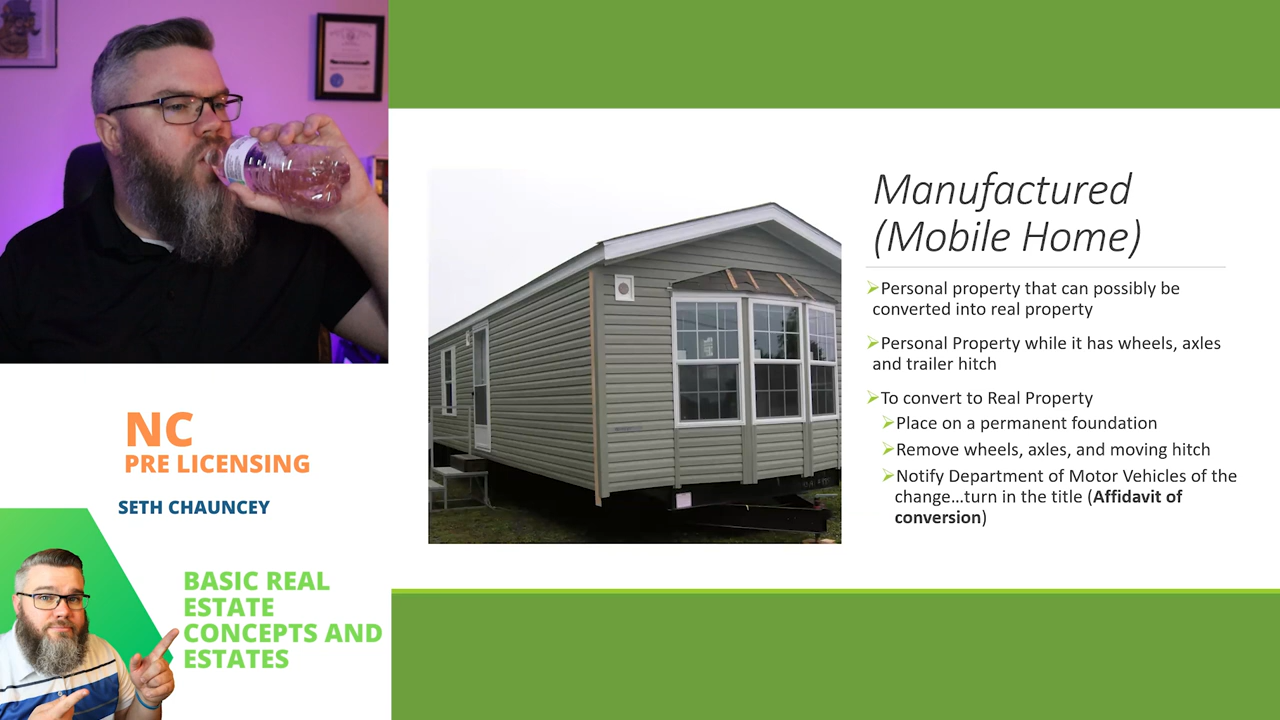 NC
PRE LICENSING
SETH CHAUNCEY
BASIC REAL
ESTATE
CONCEPTS AND
ESTATES
Manufactured
(Mobile Home)
Personal property that can possibly be
converted into real property
Personal Property while it has wheels, axles
and trailer hitch
To convert to Real Property
Place on a permanent foundation
Remove wheels, axles, and moving hitch
Notify Department of Motor Vehicles of the
change...turn in the title (Affidavit of
conversion)